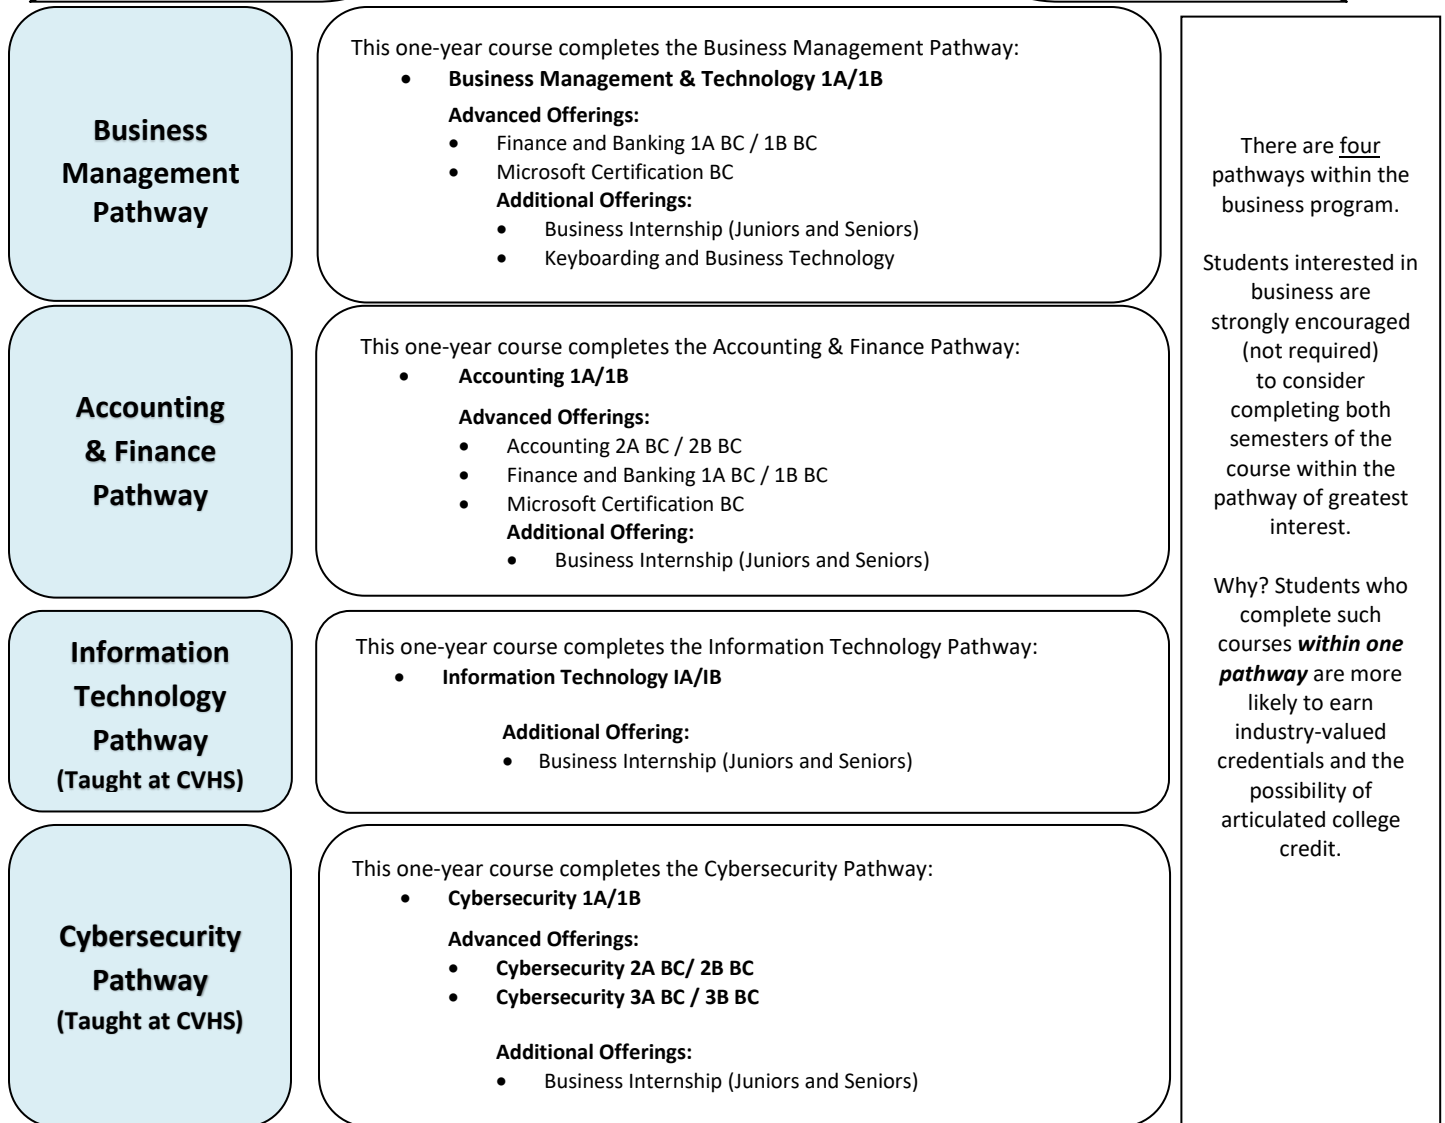 Business
Management
Pathway
This one-year course completes the Business Management Pathway:
• Business Management & Technology 1A/1B
Advanced Offerings:
• Finance and Banking 1A BC / 1B BC
• Microsoft Certification BC
Additional Offerings:
• Business Internship (Juniors and Seniors)
• Keyboarding and Business Technology
Accounting
& Finance
Pathway
This one-year course completes the Accounting & Finance Pathway:
• Accounting 1A/1B
Advanced Offerings:
• Accounting 2A BC / 2B BC
• Finance and Banking 1A BC / 1B BC
• Microsoft Certification BC
Additional Offering:
• Business Internship (Juniors and Seniors)
Information
Technology
Pathway
(Taught at CVHS)
This one-year course completes the Information Technology Pathway:
• Information Technology IA/IB
Additional Offering:
• Business Internship (Juniors and Seniors)
Cybersecurity
Pathway
(Taught at CVHS)
This one-year course completes the Cybersecurity Pathway:
• Cybersecurity 1A/1B
Advanced Offerings:
• Cybersecurity 2A BC/ 2B BC
• Cybersecurity 3A BC / 3B BC
Additional Offerings:
• Business Internship (Juniors and Seniors)
There are four
pathways within the
business program.
Students interested in
business are
strongly encouraged
(not required)
to consider
completing both
semesters of the
course within the
pathway of greatest
interest.
Why? Students who
complete such
courses within one
pathway are more
likely to earn
industry-valued
credentials and the
possibility of
articulated college
credit.